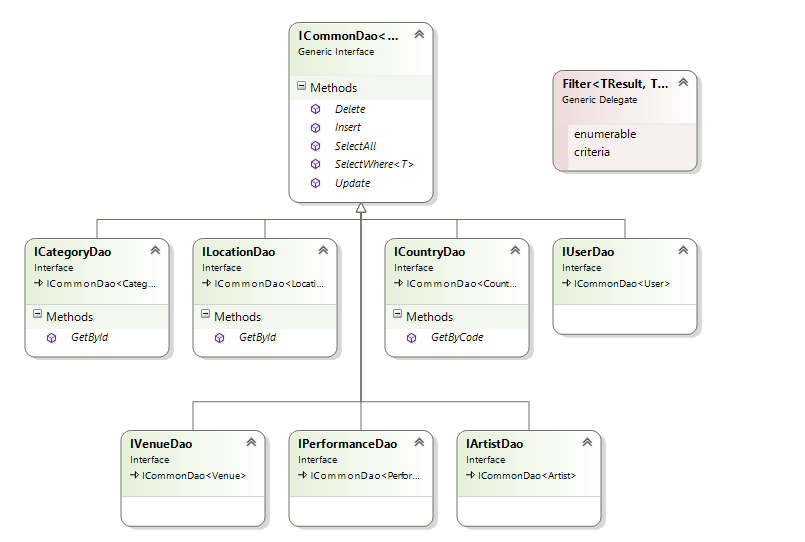 ICommonDao<...
Generic Interface
Methods
Delete
Insert
SelectAll
SelectWhere<T>
Update
Filter<TResult, T...
Generic Delegate
enumerable
criteria
ICategoryDao
Interface
ICommonDao<Categ...
Methods
GetById
ILocationDao
Interface
ICommonDao<Locati...
Methods
GetById
ICountryDao
Interface
ICommonDao<Count...
Methods
GetByCode
IUserDao
Interface
ICommonDao<User>
IVenueDao
Interface
ICommonDao<Venue>
IPerformanceDao
Interface
ICommonDao<Perfor...
IArtistDao
Interface
ICommonDao<Artist>